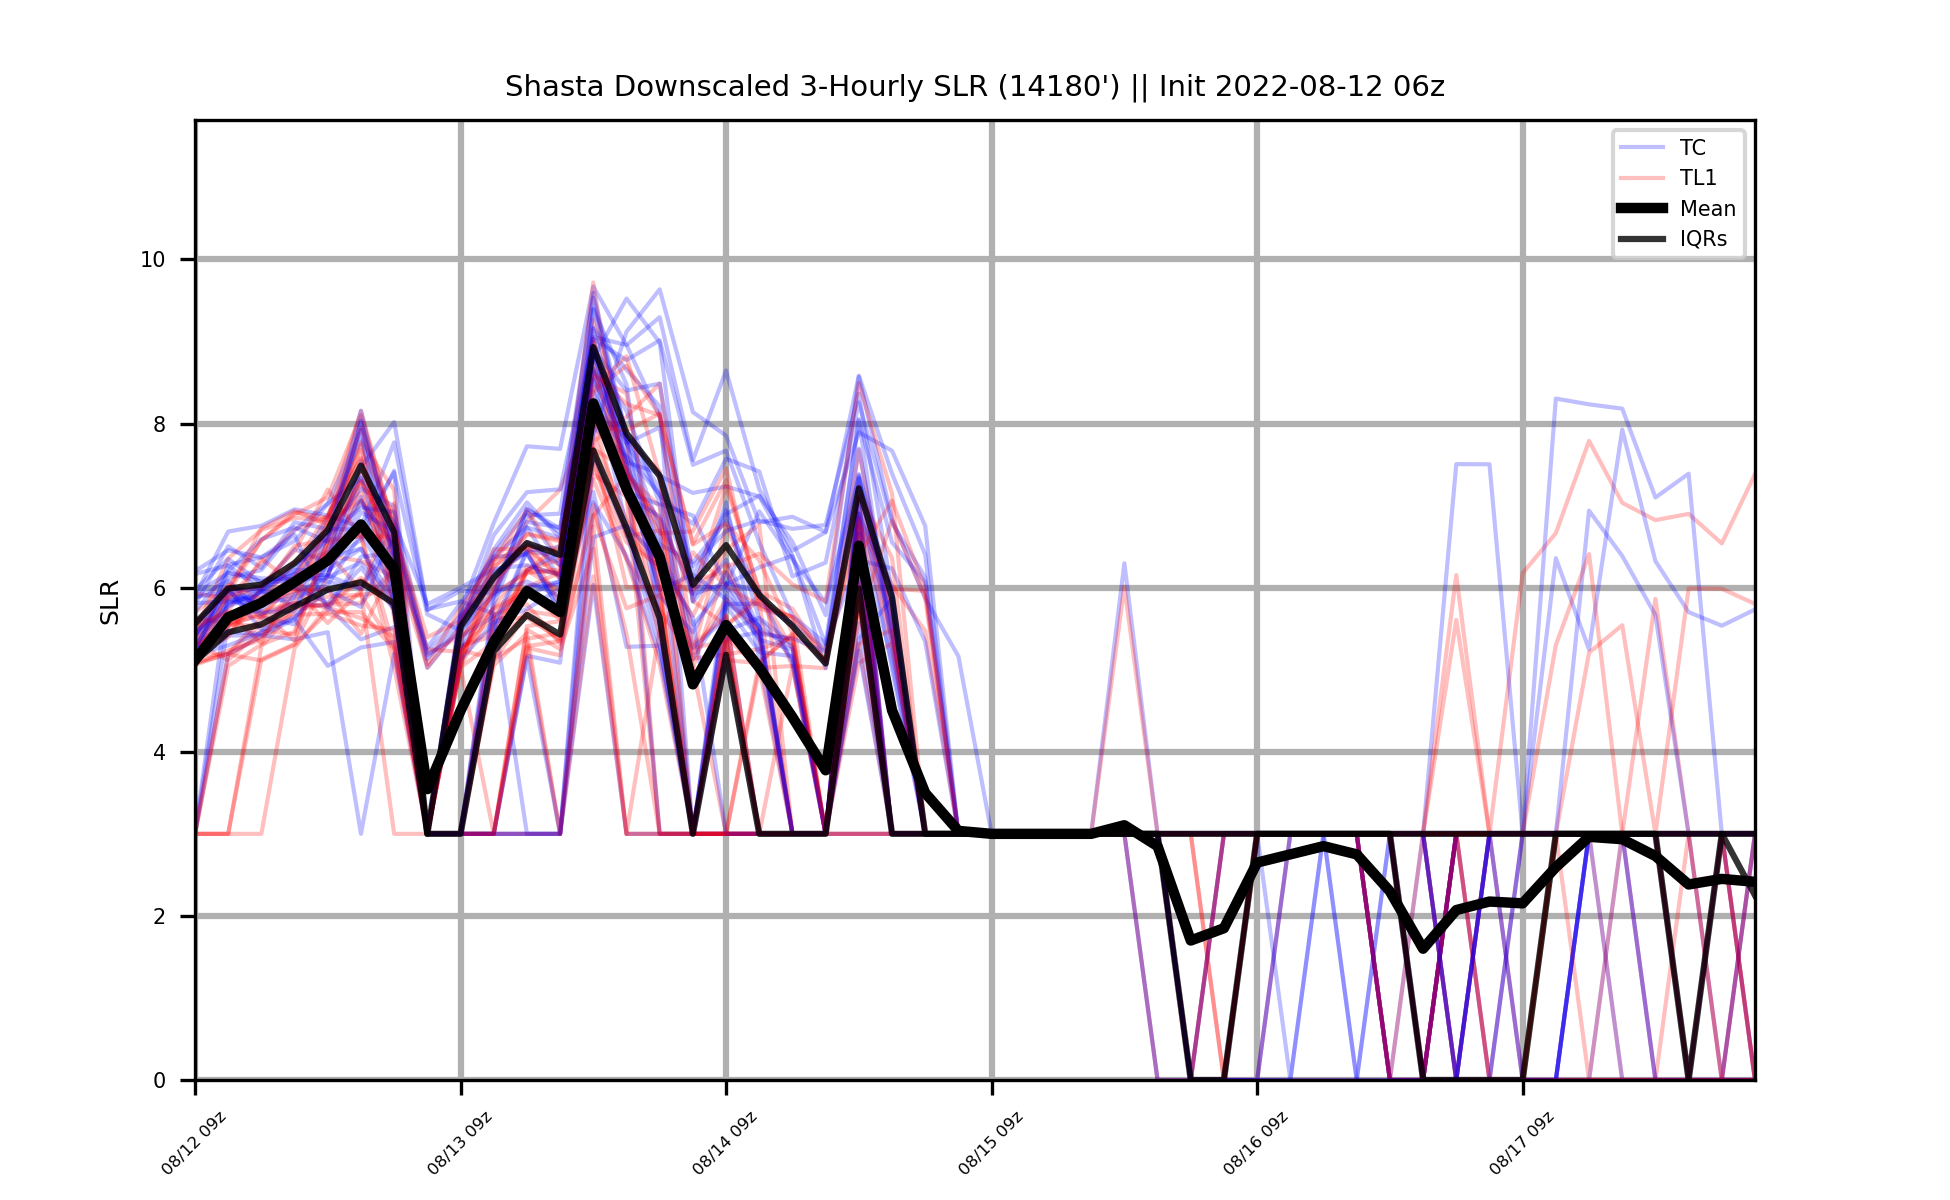 Shasta Downscaled 3-Hourly SLR (14180') || Init 2022-08-12 06z
TC
TL1
Mean
IQRs
SLR
10
8
6
4
2
0
08/12 09z
08/13 09z
08/14 09z
08/15 09z
08/16 09z
08/17 09z